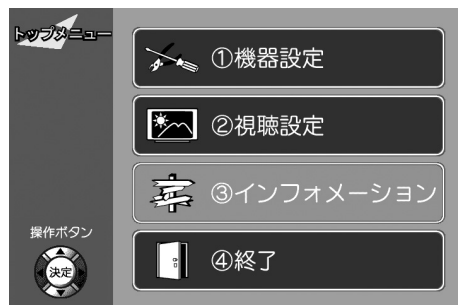 トップメニュー
①機器設定
②視聴設定
③インフォメーション
④終了
操作ボタン
決定